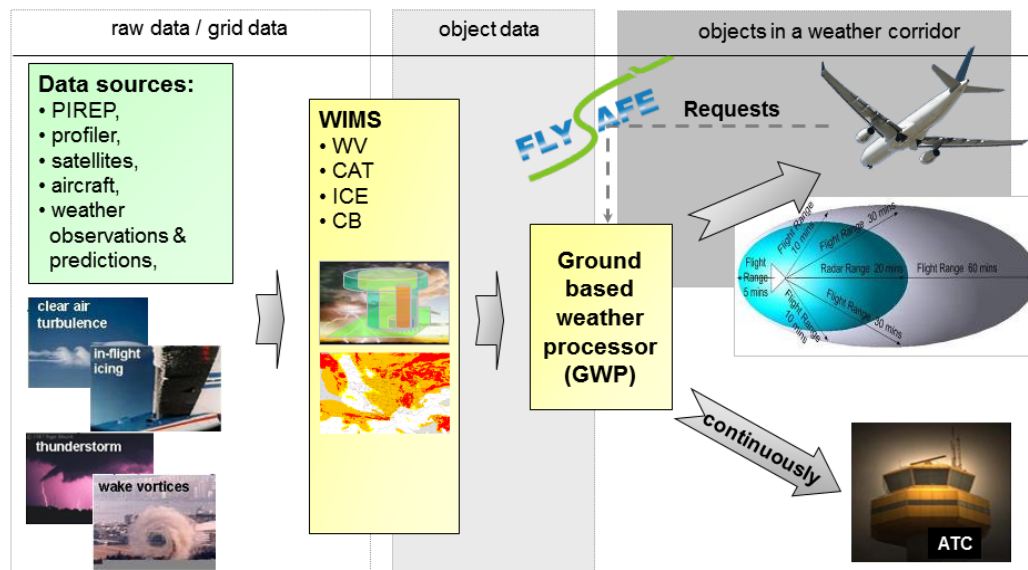 raw data / grid data
object data
objects in a weather corridor
Data sources:
• PIREP,
• profiler,
• satellites,
• aircraft,
• weather
observations &
predictions,
clear air
turbulence
in-flight
icing
thunderstorm
wake vortices
WIMS
• WV
• CAT
• ICE
• CB
FLYSAFE
Requests
Ground
based
weather
processor
(GWP)
Flight Range 30 mins
Flight Range
10 mins
Flight
Range
5 mins
Radar Range 20 mins
Flight Range 60 mins
Flight Range
10 mins
Flight Range 30 mins
continuously
ATC